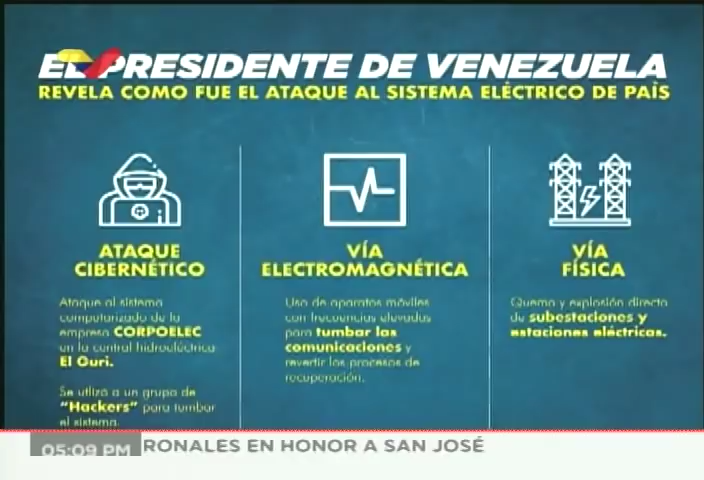 EL PRESIDENTE DE VENEZUELA
REVELA COMO FUE EL ATAQUE AL SISTEMA ELÉCTRICO DE PAÍS
ATAQUE
CIBERNÉTICO
Ataque al sistema
computarizado de la
empresa CORPOELEC
en la central hidroeléctrica
El Guri.
Se utilizó a un grupo de
“Hackers” para tumbar
el sistema.
VÍA
ELECTROMAGNÉTICA
Uso de aparatos móviles
con frecuencias elevadas
para tumbar las
comunicaciones y
revertir los procesos de
recuperación.
VÍA
FÍSICA
Quema y explosión directa
de subestaciones y
estaciones eléctricas.
05:09 PM
RONALES EN HONOR A SAN JOSÉ